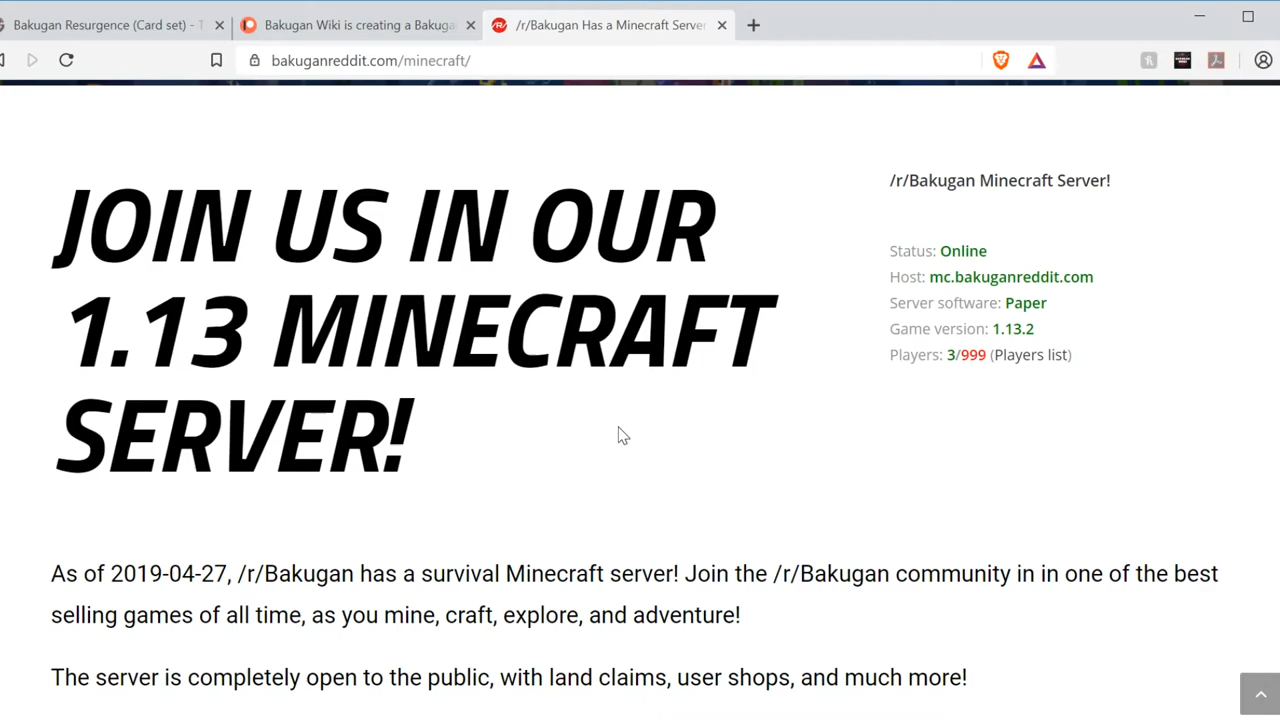 Bakugan Resurgence (Card set) - T
Bakugan Wiki is creating a Bakuga
/r/Bakugan Has a Minecraft Server
bakuganreddit.com/minecraft/
JOIN US IN OUR
1.13 MINECRAFT
SERVER!
/r/Bakugan Minecraft Server!
Status: Online
Host: mc.bakuganreddit.com
Server software: Paper
Game version: 1.13.2
Players: 3/999 (Players list)
As of 2019-04-27, /r/Bakugan has a survival Minecraft server! Join the /r/Bakugan community in in one of the best
selling games of all time, as you mine, craft, explore, and adventure!
The server is completely open to the public, with land claims, user shops, and much more!